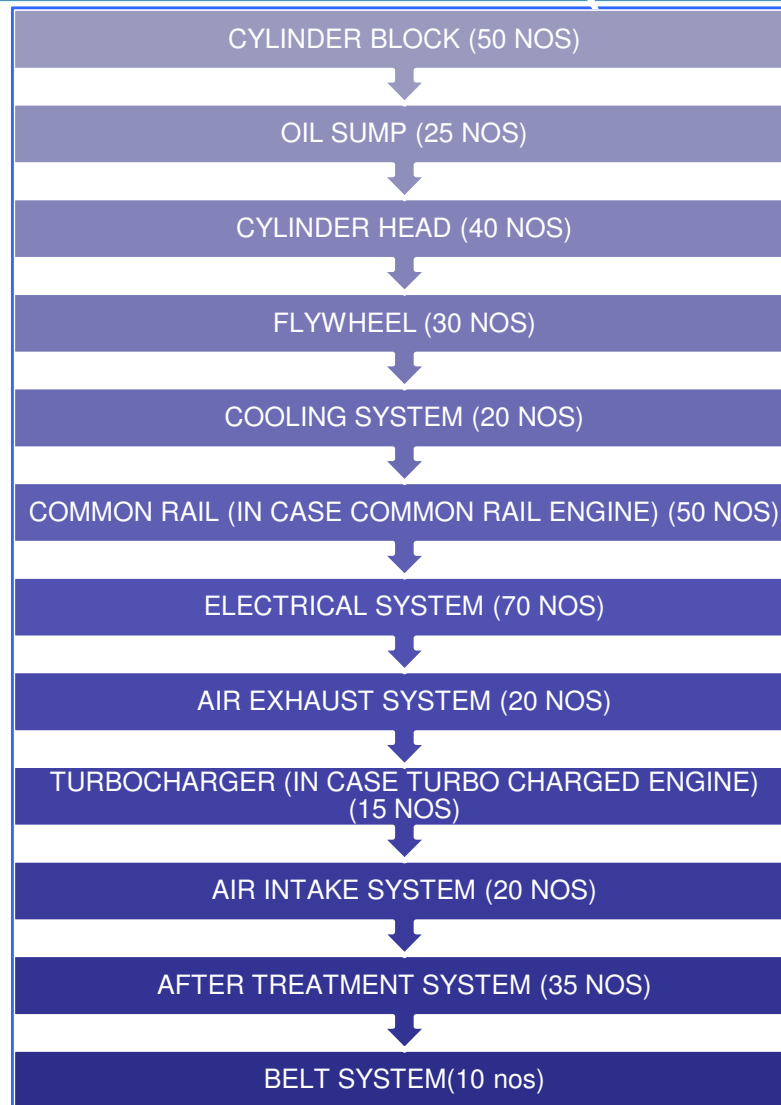 CYLINDER BLOCK (50 NOS)
OIL SUMP (25 NOS)
CYLINDER HEAD (40 NOS)
FLYWHEEL (30 NOS)
COOLING SYSTEM (20 NOS)
COMMON RAIL (IN CASE COMMON RAIL ENGINE) (50 NOS)
ELECTRICAL SYSTEM (70 NOS)
AIR EXHAUST SYSTEM (20 NOS)
TURBOCHARGER (IN CASE TURBO CHARGED ENGINE)
(15 NOS)
AIR INTAKE SYSTEM (20 NOS)
AFTER TREATMENT SYSTEM (35 NOS)
BELT SYSTEM(10 nos)